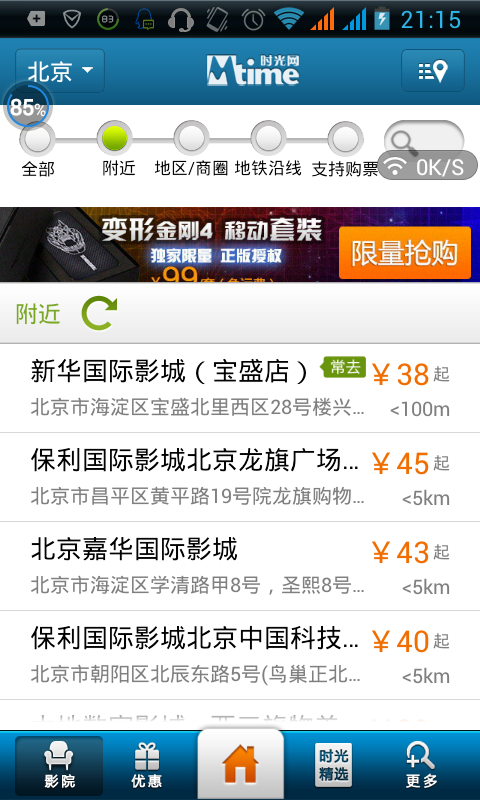 83
21:15
北京
Mtime 时光网
85%
全部
附近
地区/商圈
地铁沿线
支持购票
0K/S
变形金刚4 移动套装
独家限量 正版授权
¥99
限量抢购
附近
新华国际影城（宝盛店）
常去
¥38起
北京市海淀区宝盛北里西区28号楼兴...
<100m
保利国际影城北京龙旗广场...
¥45起
北京市昌平区黄平路19号院龙旗购物...
<5km
北京嘉华国际影城
¥43起
北京市海淀区学清路甲8号，圣熙8号...
<5km
保利国际影城北京中国科技...
¥40起
北京市朝阳区北辰东路5号(鸟巢正北...
<5km
影院
优惠
时光
精选
更多